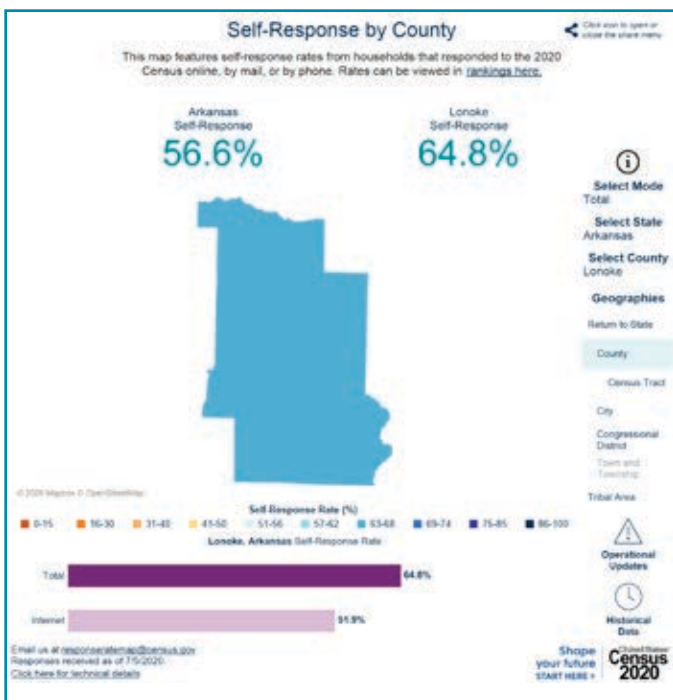 Self-Response by County
Click icon to open or
close the share menu
This map features self-response rates from households that responded to the 2020
Census online, by mail, or by phone. Rates can be viewed in rankings here.
Arkansas
Self-Response
56.6%
Lonoke
Self-Response
64.8%
Select Mode
Total
Select State
Arkansas
Select County
Lonoke
Geographies
Return to State
County
Census Tract
City
Congressional
District
Town and
Township
Tribal Area
© 2020 Mapbox © OpenStreetMap
Self-Response Rate (%)
0-15 16-30 31-40 41-50 51-56 57-62 63-68 69-74 75-85 86-100
Lonoke, Arkansas Self-Response Rate
Total 64.8%
Internet 51.9%
Operational
Updates
Historical
Data
Email us at responseratemap@census.gov
Responses received as of 7/5/2020.
Click here for technical details
Shape
your future
START HERE >
United States
Census
2020